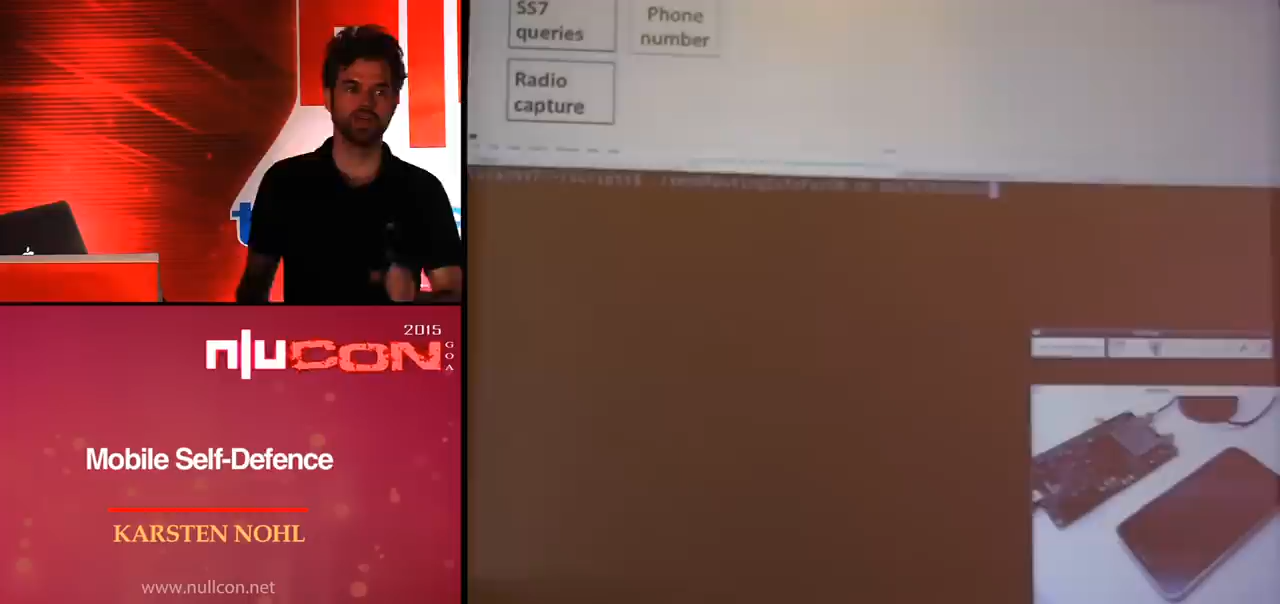 SS7
queries
Phone
number
Radio
capture
2015
n|u CON
GOA
Mobile Self-Defence
KARSTEN NOHL
www.nullcon.net